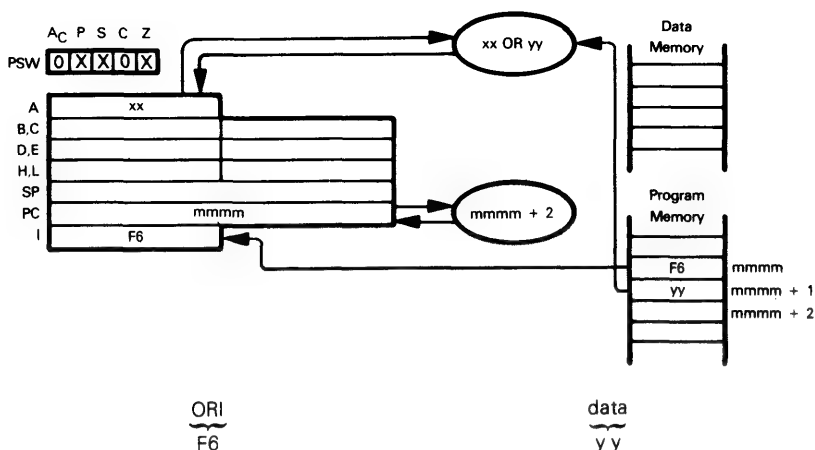 AC P S C Z
PSW 0 X X 0 X
A xx
B,C
D,E
H,L
SP
PC mmmm
I F6
xx OR yy
mmmm + 2
Data
Memory
Program
Memory
F6 mmmm
yy mmmm + 1
mmmm + 2
ORI data
F6 y y